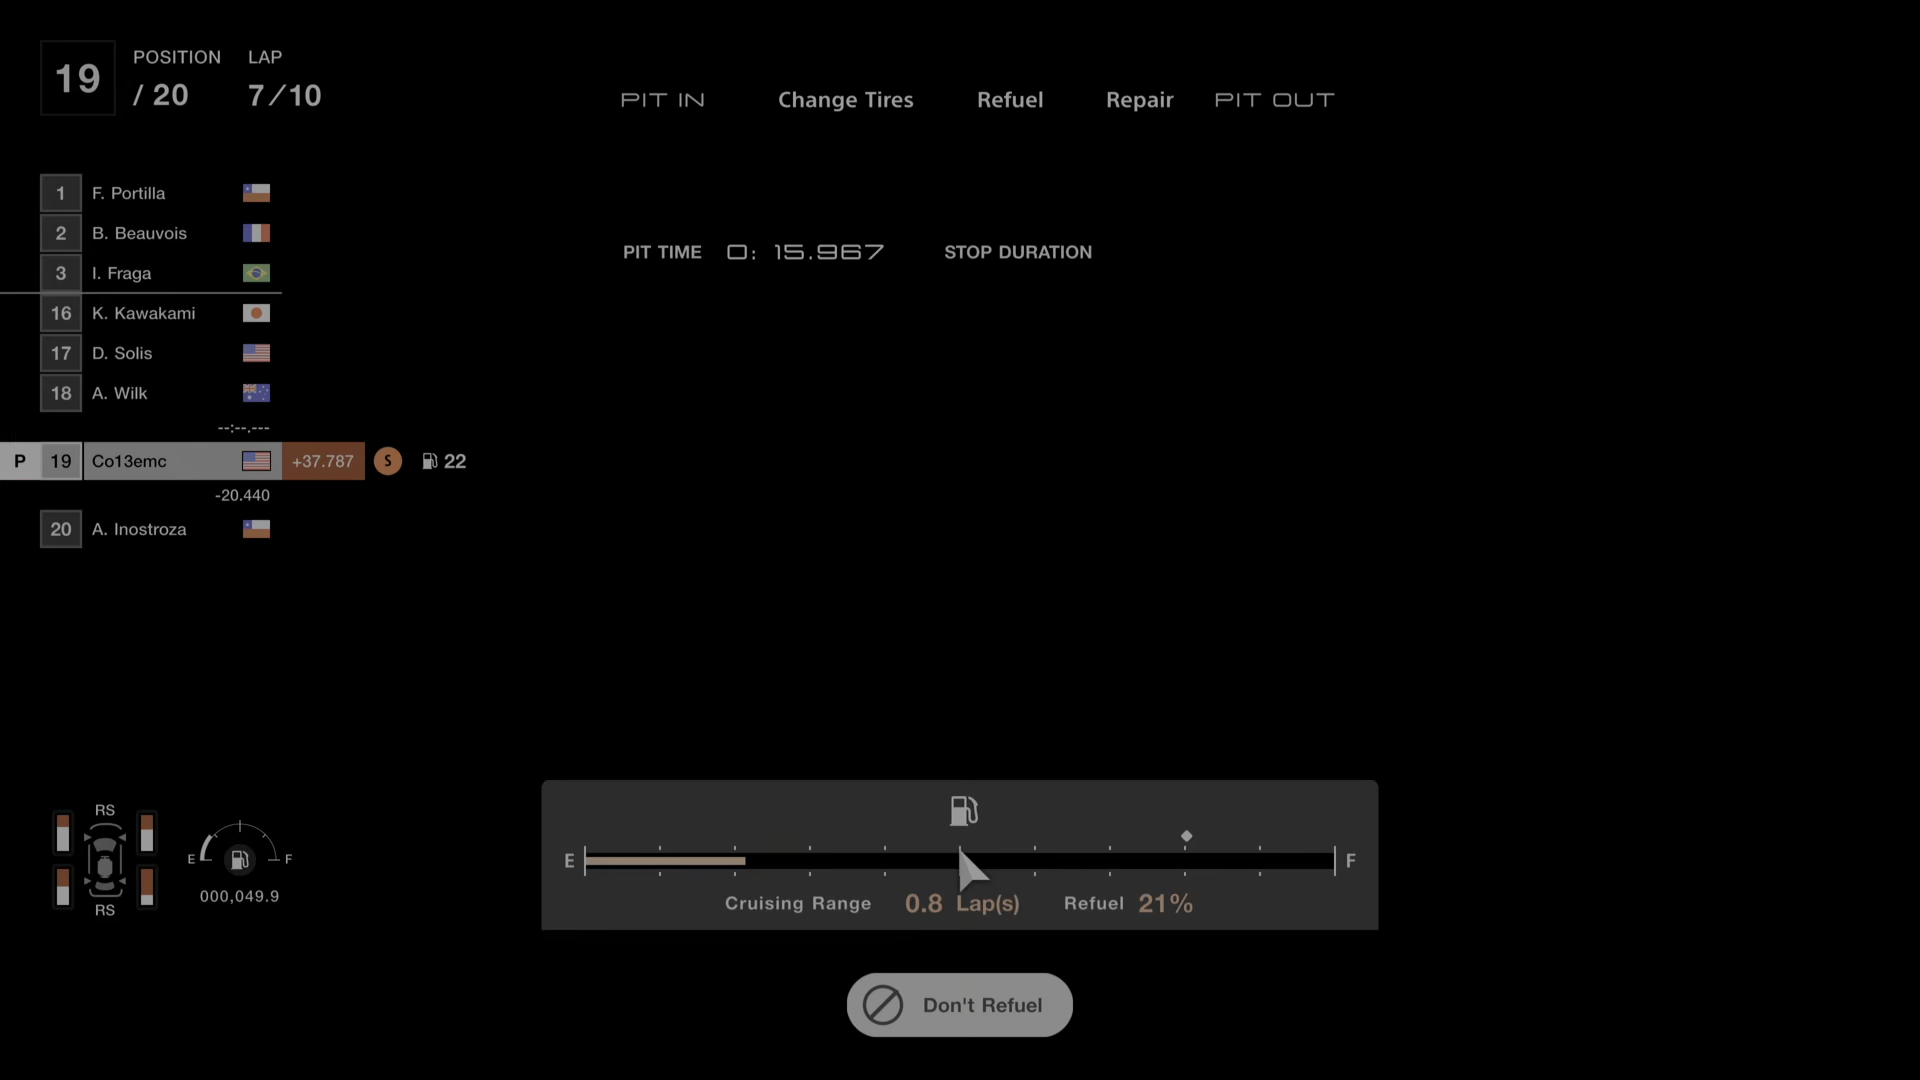 19 POSITION / 20 LAP 7/10
PIT IN Change Tires Refuel Repair PIT OUT
1 F. Portilla
2 B. Beauvois
3 I. Fraga
16 K. Kawakami
17 D. Solis
18 A. Wilk
--:--.---
P 19 Co13emc +37.787 S 22
-20.440
20 A. Inostroza
PIT TIME 0: 15.967 STOP DURATION
RS
E F
000,049.9
RS
E F
Cruising Range 0.8 Lap(s) Refuel 21%
Don't Refuel